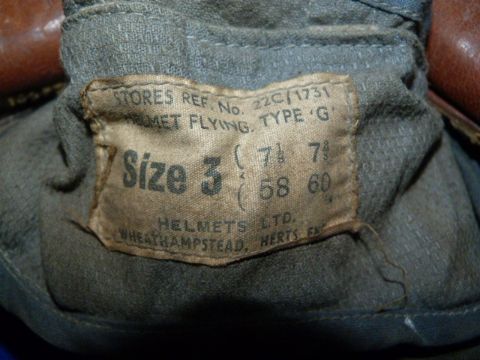 STORES REF. No. 22C/1731
HELMET FLYING, TYPE 'G'
Size 3
( 7⅛ 7⅜
( 58 60
HELMETS LTD.
WHEATHAMPSTEAD, HERTS,